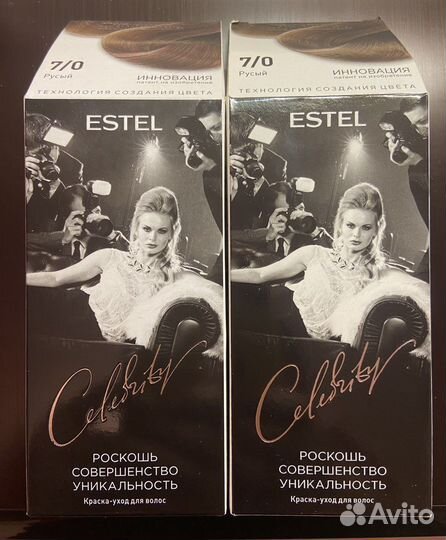 7/0
Русый
ИННОВАЦИЯ
патент на изобретение
ТЕХНОЛОГИЯ СОЗДАНИЯ ЦВЕТА
ESTEL
Celebrity
РОСКОШЬ
СОВЕРШЕНСТВО
УНИКАЛЬНОСТЬ
Краска-уход для волос
7/0
Русый
ИННОВАЦИЯ
патент на изобретение
ТЕХНОЛОГИЯ СОЗДАНИЯ ЦВЕТА
ESTEL
Celebrity
РОСКОШЬ
СОВЕРШЕНСТВО
УНИКАЛЬНОСТЬ
Краска-уход для волос
Avito